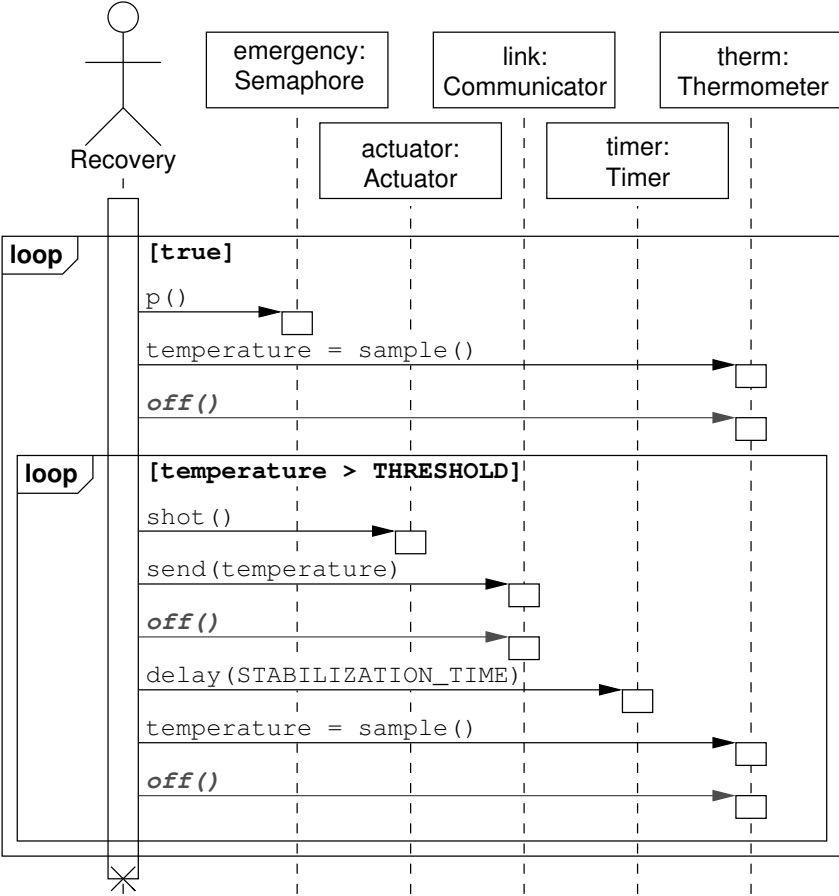 emergency:
Semaphore
link:
Communicator
therm:
Thermometer
Recovery
actuator:
Actuator
timer:
Timer
loop
[true]
p()
temperature = sample()
off()
loop
[temperature > THRESHOLD]
shot()
send(temperature)
off()
delay(STABILIZATION_TIME)
temperature = sample()
off()